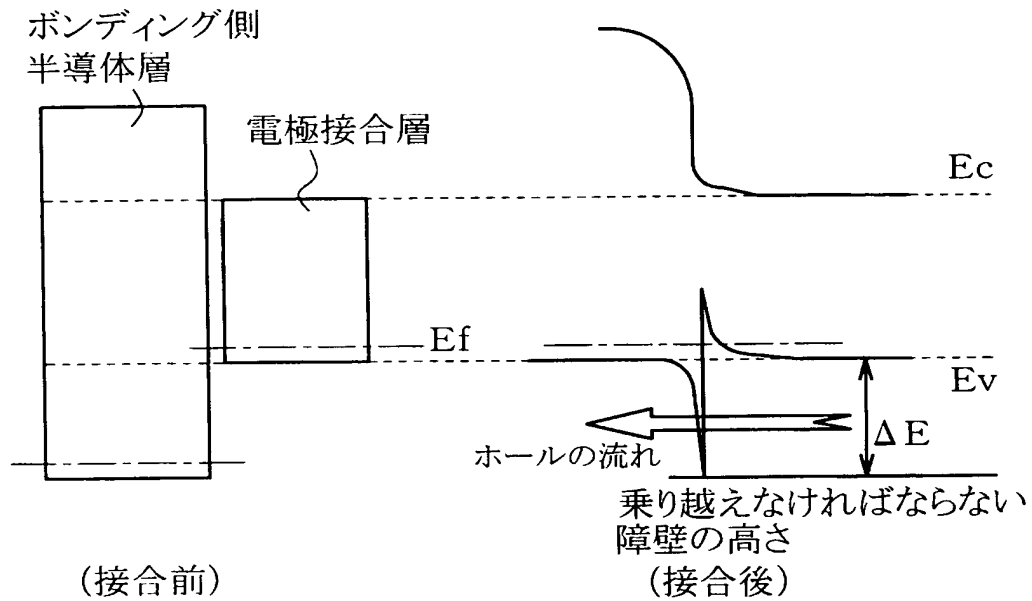 ボンディング側
半導体層
電極接合層
Ef
Ec
Ev
ΔE
ホールの流れ
乗り越えなければならない
障壁の高さ
(接合前)
(接合後)